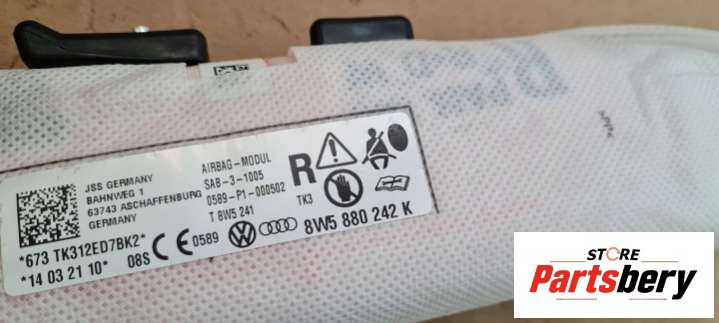 JSS GERMANY
BAHNWEG 1
63743 ASCHAFFENBURG
GERMANY
AIRBAG-MODUL
SAB-3-1005
0589-P1-000502
T 8W5 241
R
TK3
*673 TK312ED7BK2*
*14 03 21 10* 08S
CE 0589
8W5 880 242 K
STORE
Partsbery